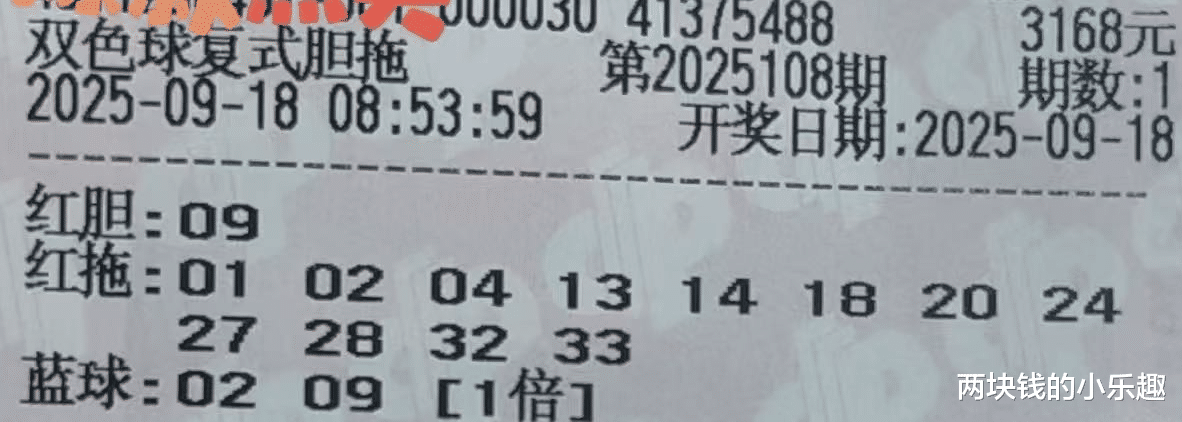 000030 41375488 3168元
双色球复式胆拖 第2025108期 期数:1
2025-09-18 08:53:59 开奖日期:2025-09-18
红胆:09
红拖:01 02 04 13 14 18 20 24
27 28 32 33
蓝球:02 09 [1倍]
两块钱的小乐趣